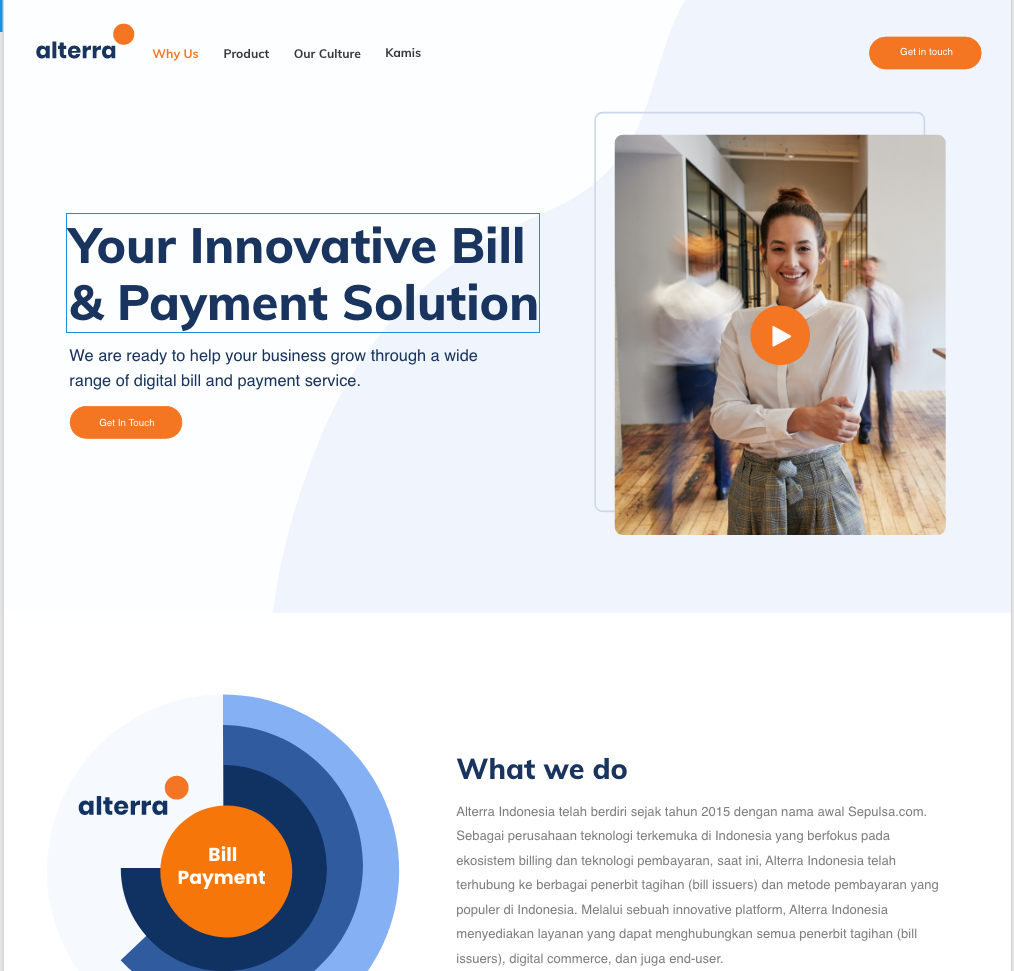 alterra
Why Us
Product
Our Culture
Kamis
Get in touch
Your Innovative Bill
& Payment Solution
We are ready to help your business grow through a wide
range of digital bill and payment service.
Get In Touch
alterra
Bill
Payment
What we do
Alterra Indonesia telah berdiri sejak tahun 2015 dengan nama awal Sepulsa.com.
Sebagai perusahaan teknologi terkemuka di Indonesia yang berfokus pada
ekosistem billing dan teknologi pembayaran, saat ini, Alterra Indonesia telah
terhubung ke berbagai penerbit tagihan (bill issuers) dan metode pembayaran yang
populer di Indonesia. Melalui sebuah innovative platform, Alterra Indonesia
menyediakan layanan yang dapat menghubungkan semua penerbit tagihan (bill
issuers), digital commerce, dan juga end-user.